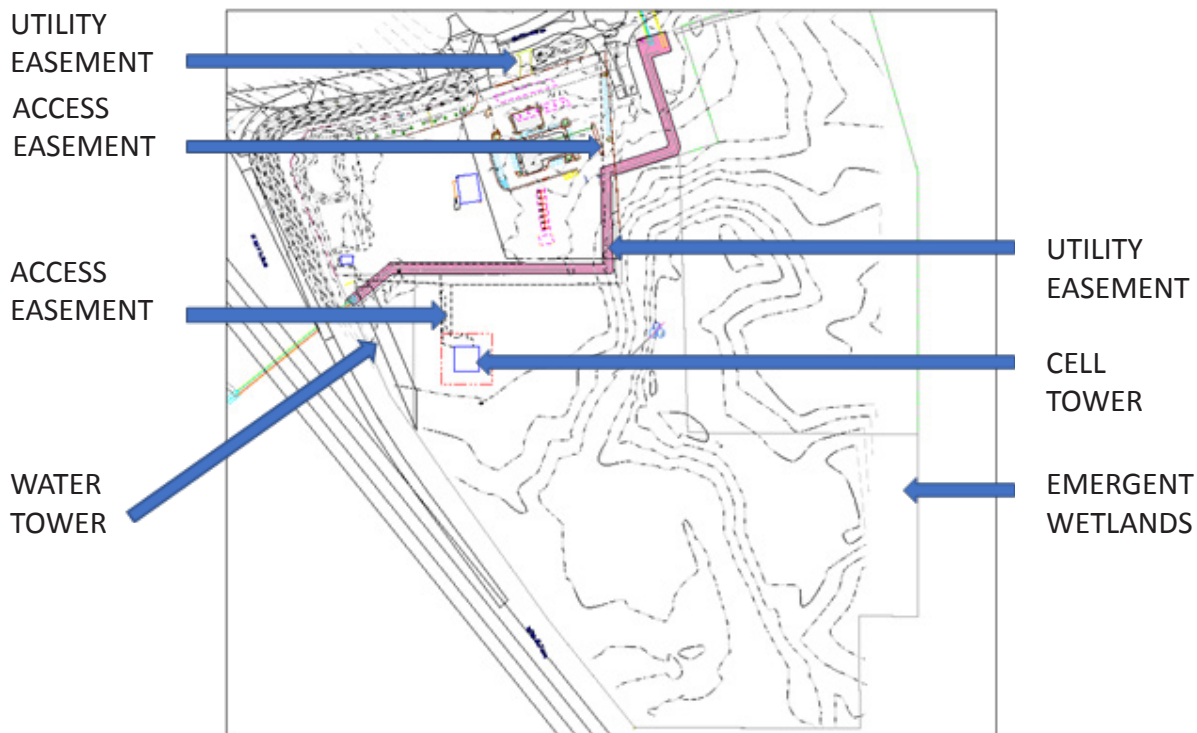 UTILITY
EASEMENT
ACCESS
EASEMENT
ACCESS
EASEMENT
WATER
TOWER
UTILITY
EASEMENT
CELL
TOWER
EMERGENT
WETLANDS